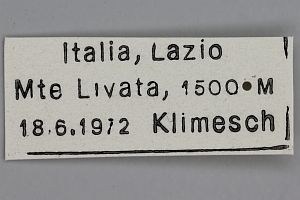 Italia, Lazio
Mte Livata, 1500 M
18.6.1972 Klimesch